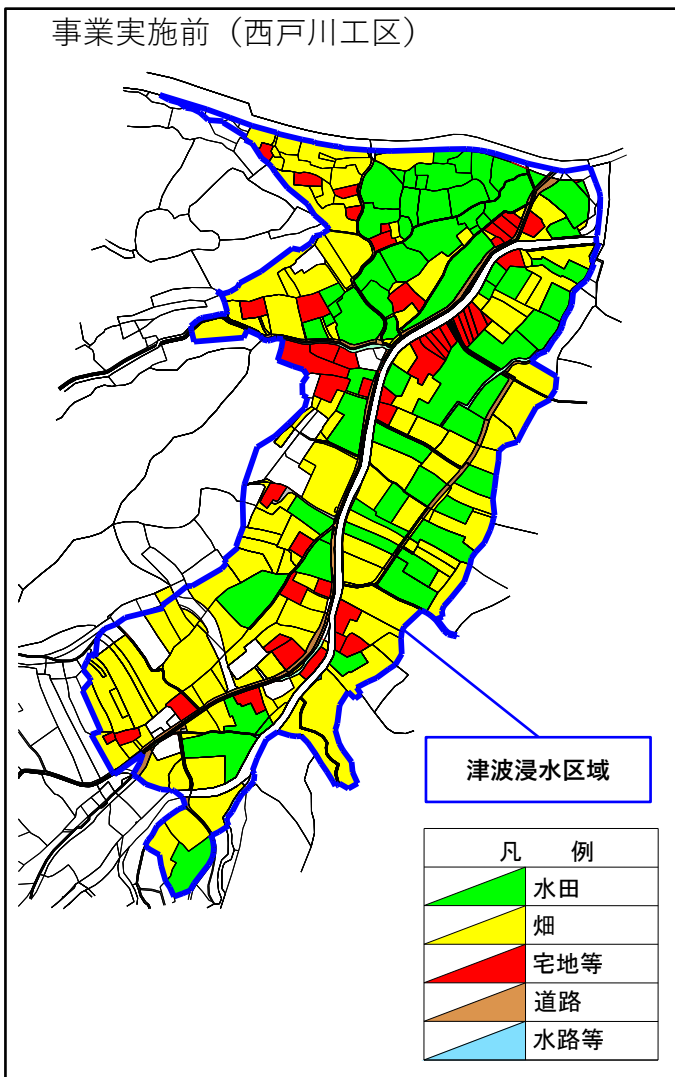 事業実施前（西戸川工区）
津波浸水区域
凡 例
水田
畑
宅地等
道路
水路等